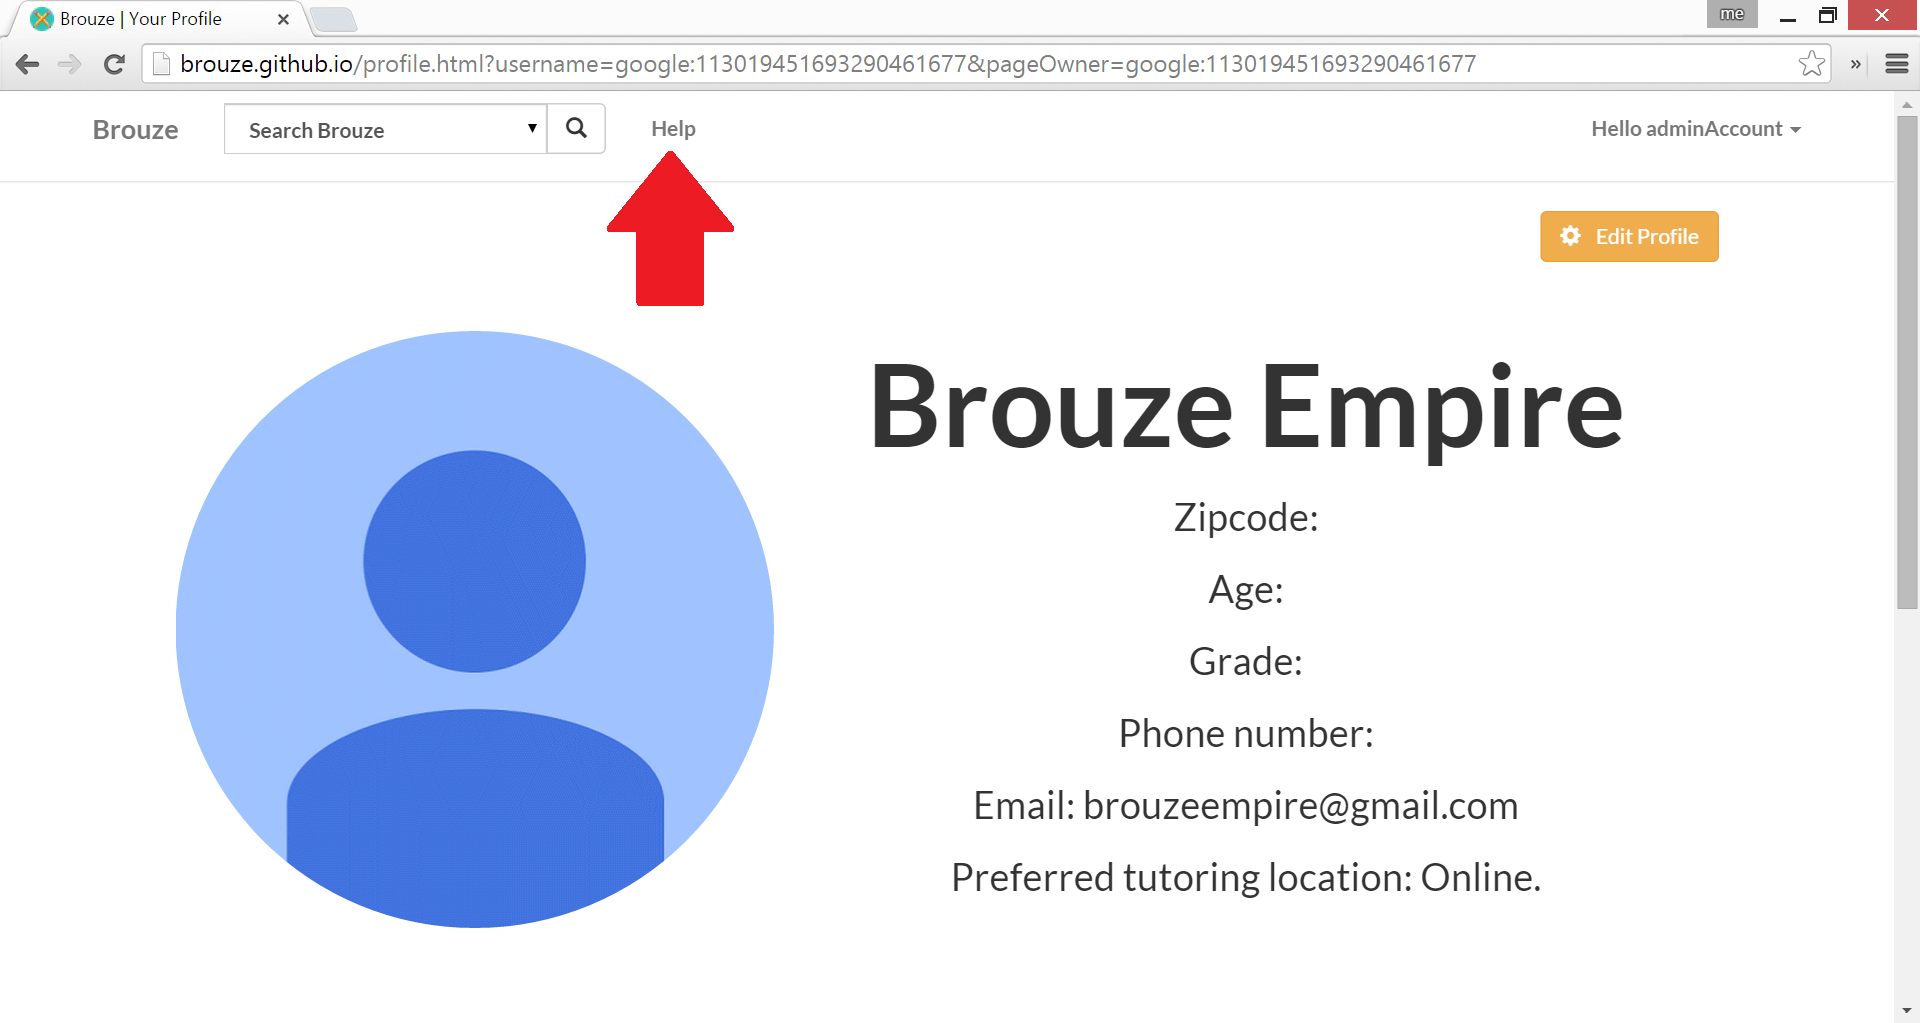 Brouze | Your Profile
me
brouze.github.io/profile.html?username=google:113019451693290461677&pageOwner=google:113019451693290461677
Brouze
Search Brouze
Help
Hello adminAccount
Edit Profile
Brouze Empire
Zipcode:
Age:
Grade:
Phone number:
Email: brouzeempire@gmail.com
Preferred tutoring location: Online.